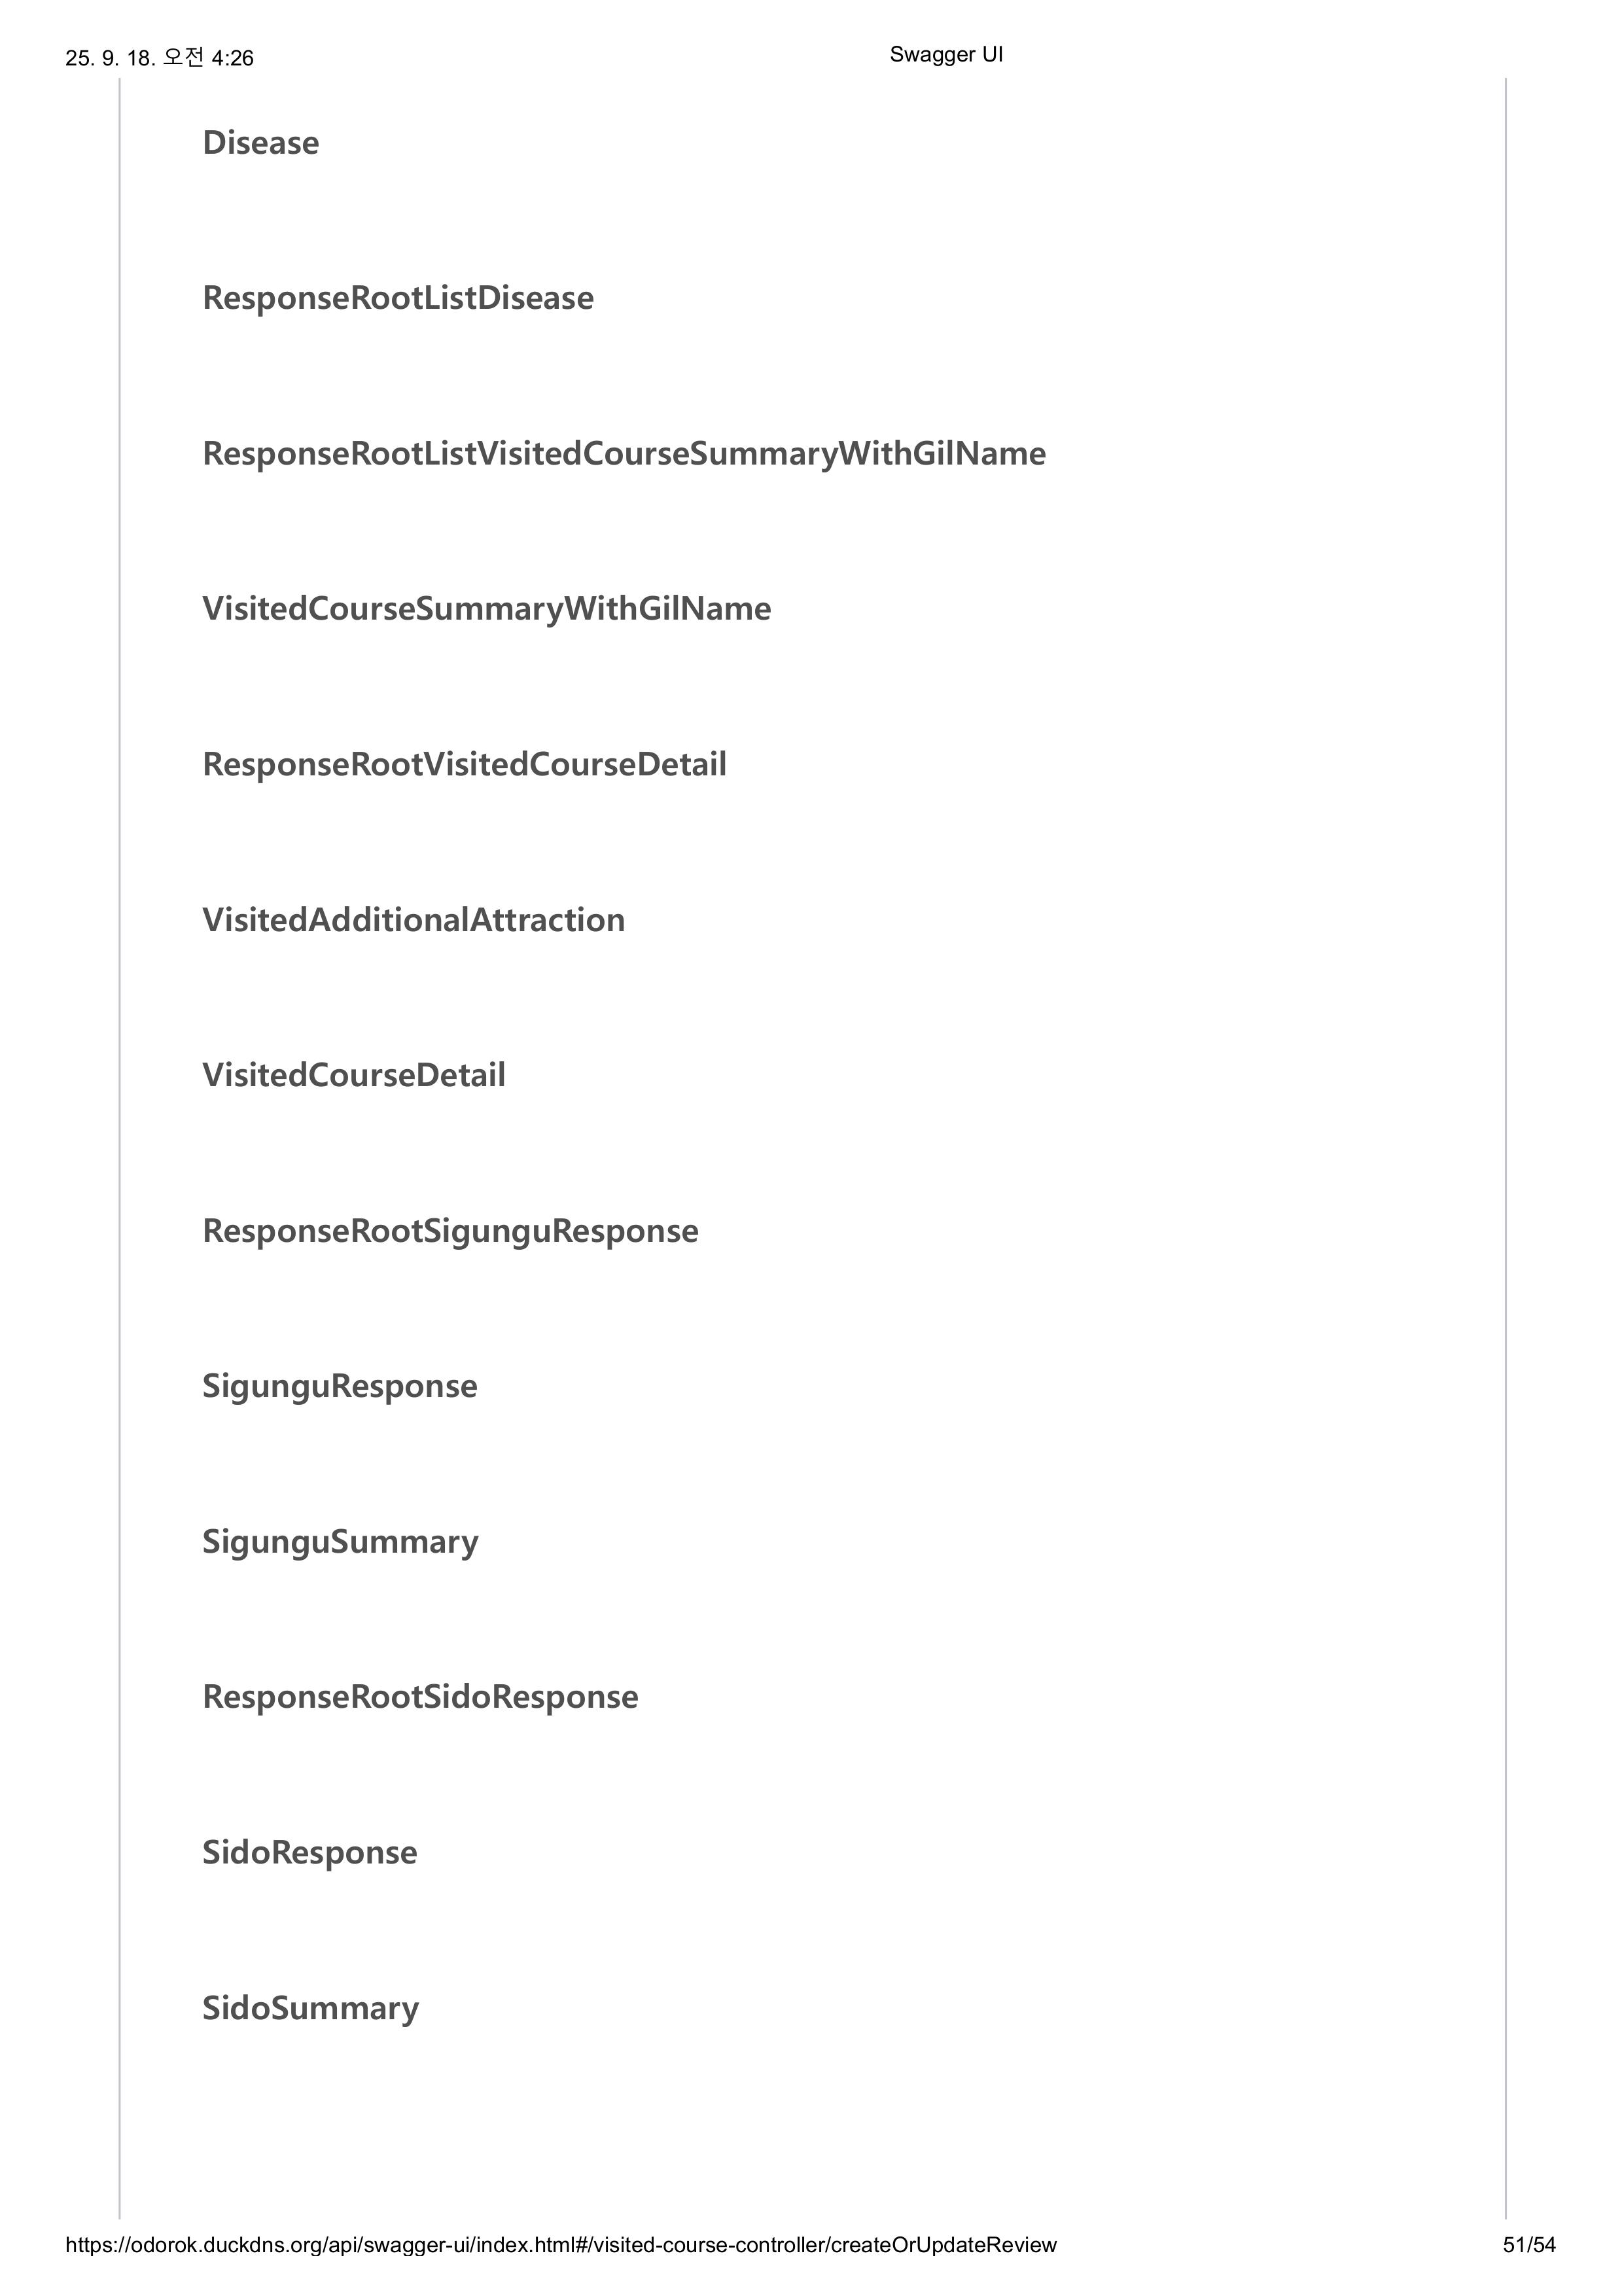 25. 9. 18. 오전 4:26
Swagger UI
Disease
ResponseRootListDisease
ResponseRootListVisitedCourseSummaryWithGilName
VisitedCourseSummaryWithGilName
ResponseRootVisitedCourseDetail
VisitedAdditionalAttraction
VisitedCourseDetail
ResponseRootSigunguResponse
SigunguResponse
SigunguSummary
ResponseRootSidoResponse
SidoResponse
SidoSummary
https://odorok.duckdns.org/api/swagger-ui/index.html#/visited-course-controller/createOrUpdateReview
51/54